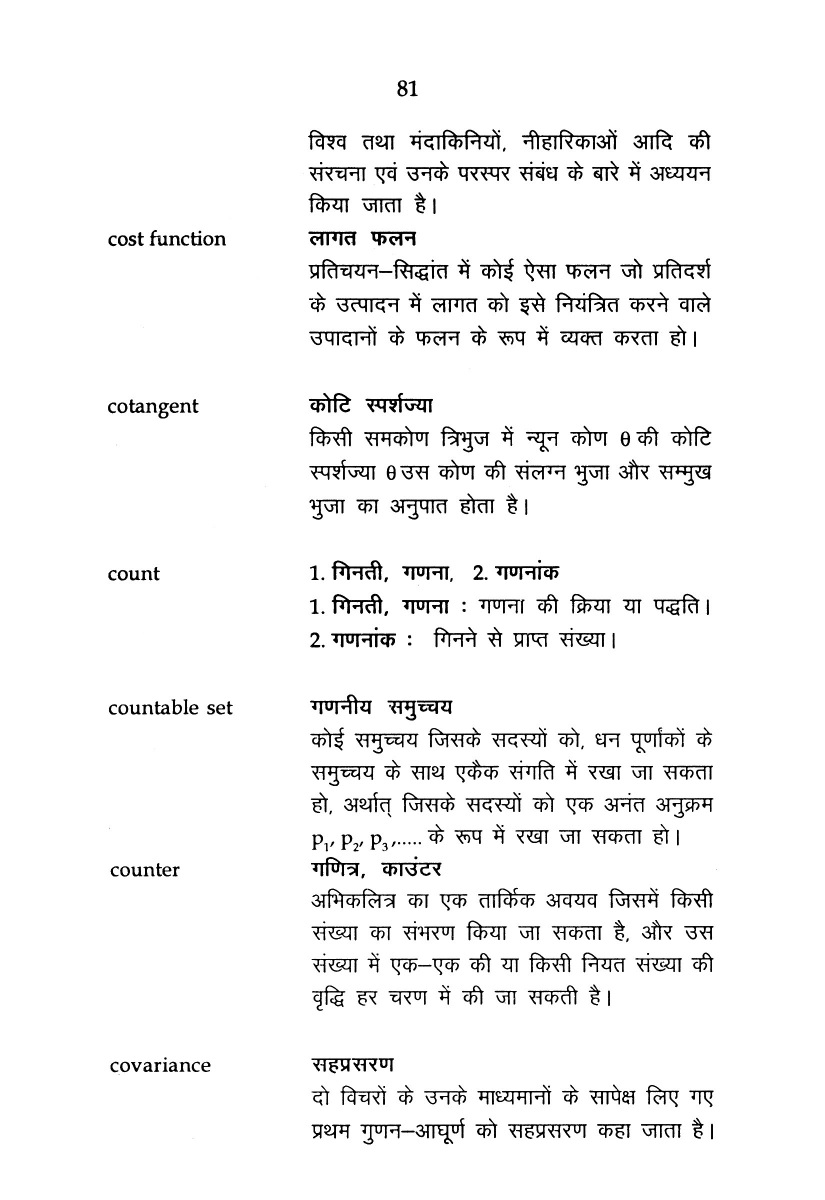 81
विश्व तथा मंदाकिनियों, नीहारिकाओं आदि की
संरचना एवं उनके परस्पर संबंध के बारे में अध्ययन
किया जाता है।
cost function लागत फलन
प्रतिचयन–सिद्धांत में कोई ऐसा फलन जो प्रतिदर्श
के उत्पादन में लागत को इसे नियंत्रित करने वाले
उपादानों के फलन के रूप में व्यक्त करता हो।
cotangent कोटि स्पर्शज्या
किसी समकोण त्रिभुज में न्यून कोण θ की कोटि
स्पर्शज्या θ उस कोण की संलग्न भुजा और सम्मुख
भुजा का अनुपात होता है।
count 1. गिनती, गणना, 2. गणनांक
1. गिनती, गणना : गणना की क्रिया या पद्धति।
2. गणनांक : गिनने से प्राप्त संख्या।
countable set गणनीय समुच्चय
कोई समुच्चय जिसके सदस्यों को, धन पूर्णांकों के
समुच्चय के साथ एकैक संगति में रखा जा सकता
हो, अर्थात् जिसके सदस्यों को एक अनंत अनुक्रम
p₁, p₂, p₃,..... के रूप में रखा जा सकता हो।
counter गणित्र, काउंटर
अभिकलित्र का एक तार्किक अवयव जिसमें किसी
संख्या का संभरण किया जा सकता है, और उस
संख्या में एक–एक की या किसी नियत संख्या की
वृद्धि हर चरण में की जा सकती है।
covariance सहप्रसरण
दो विचरों के उनके माध्यमानों के सापेक्ष लिए गए
प्रथम गुणन–आघूर्ण को सहप्रसरण कहा जाता है।